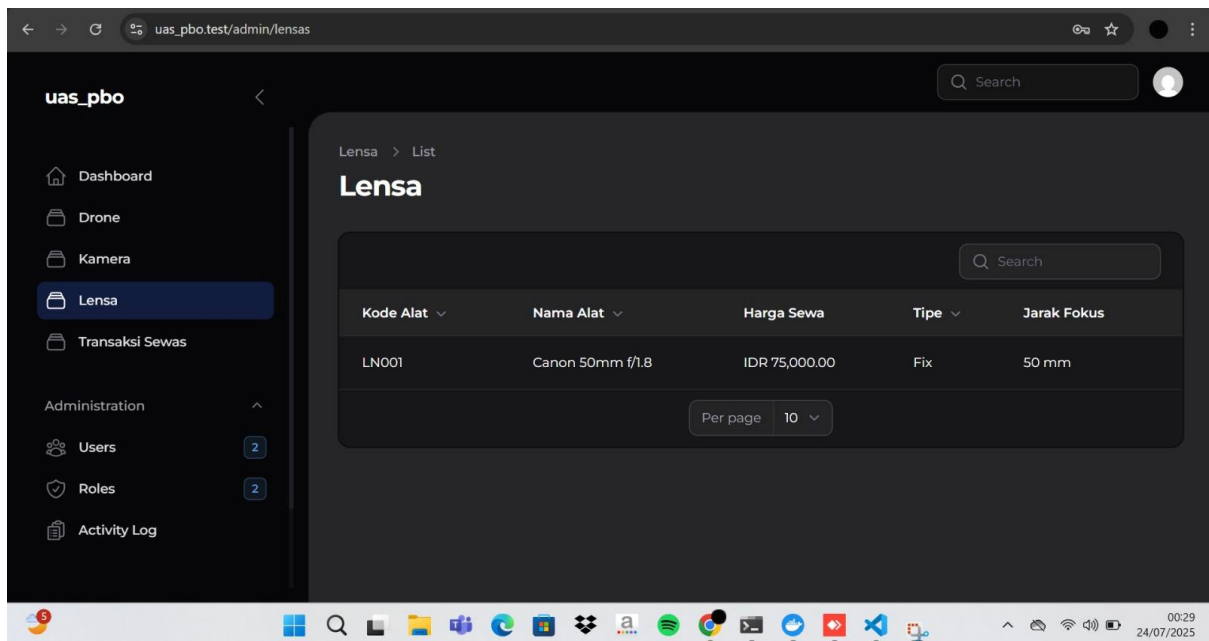 uas_pbo.test/admin/lensas
uas_pbo
Search
Dashboard
Drone
Kamera
Lensa
Transaksi Sewas
Administration
Users 2
Roles 2
Activity Log
Lensa > List
Lensa
Search
Kode Alat Nama Alat Harga Sewa Tipe Jarak Fokus
LN001 Canon 50mm f/1.8 IDR 75,000.00 Fix 50 mm
Per page 10
5
a
00:29
24/07/2025